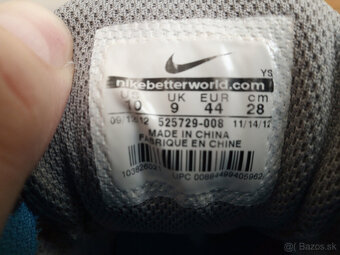 YS
nikebetterworld.com
US UK EUR cm
10 9 44 28
09/12/12 525729-008 11/14/12
MADE IN CHINA
FABRIQUE EN CHINE
UPC 00884499405962
Bazos.sk